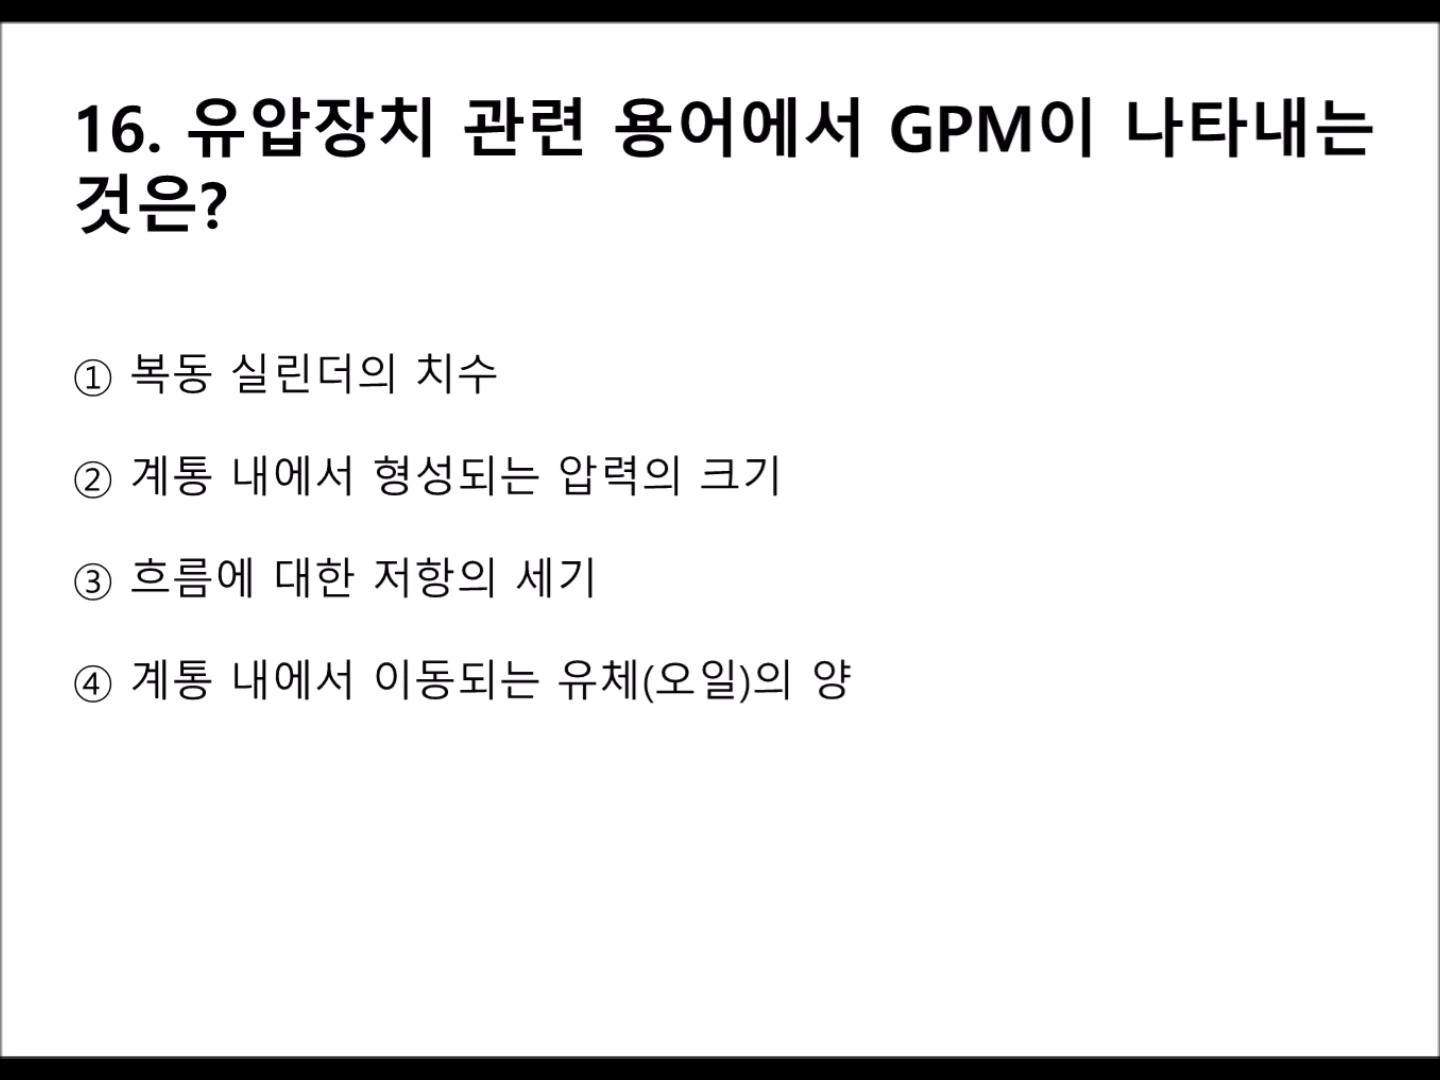 16. 유압장치 관련 용어에서 GPM이 나타내는
것은?
① 복동 실린더의 치수
② 계통 내에서 형성되는 압력의 크기
③ 흐름에 대한 저항의 세기
④ 계통 내에서 이동되는 유체(오일)의 양